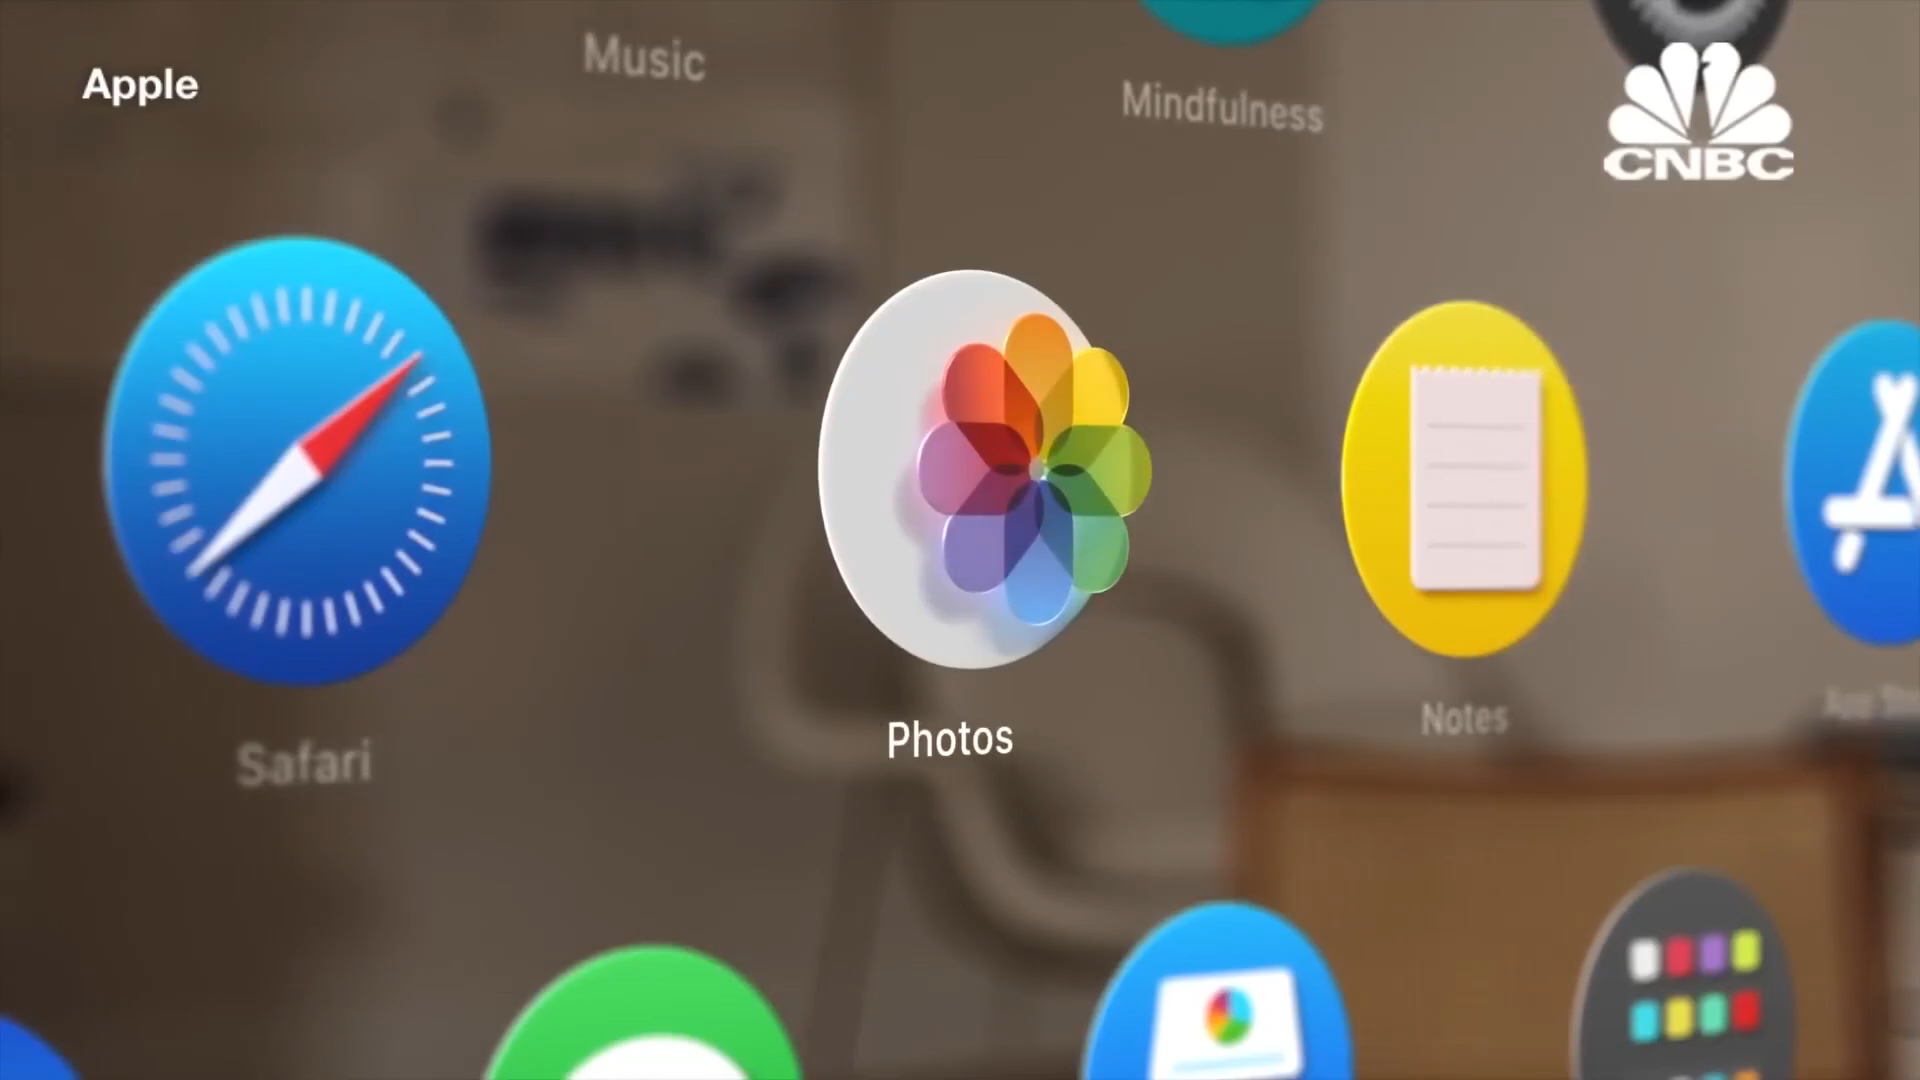 Apple
Music
Mindfulness
CNBC
Safari
Photos
Notes